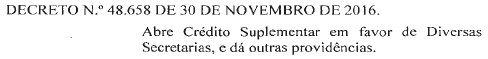 DECRETO N.º 48.658 DE 30 DE NOVEMBRO DE 2016.
Abre Crédito Suplementar em favor de Diversas
Secretarias, e dá outras providências.